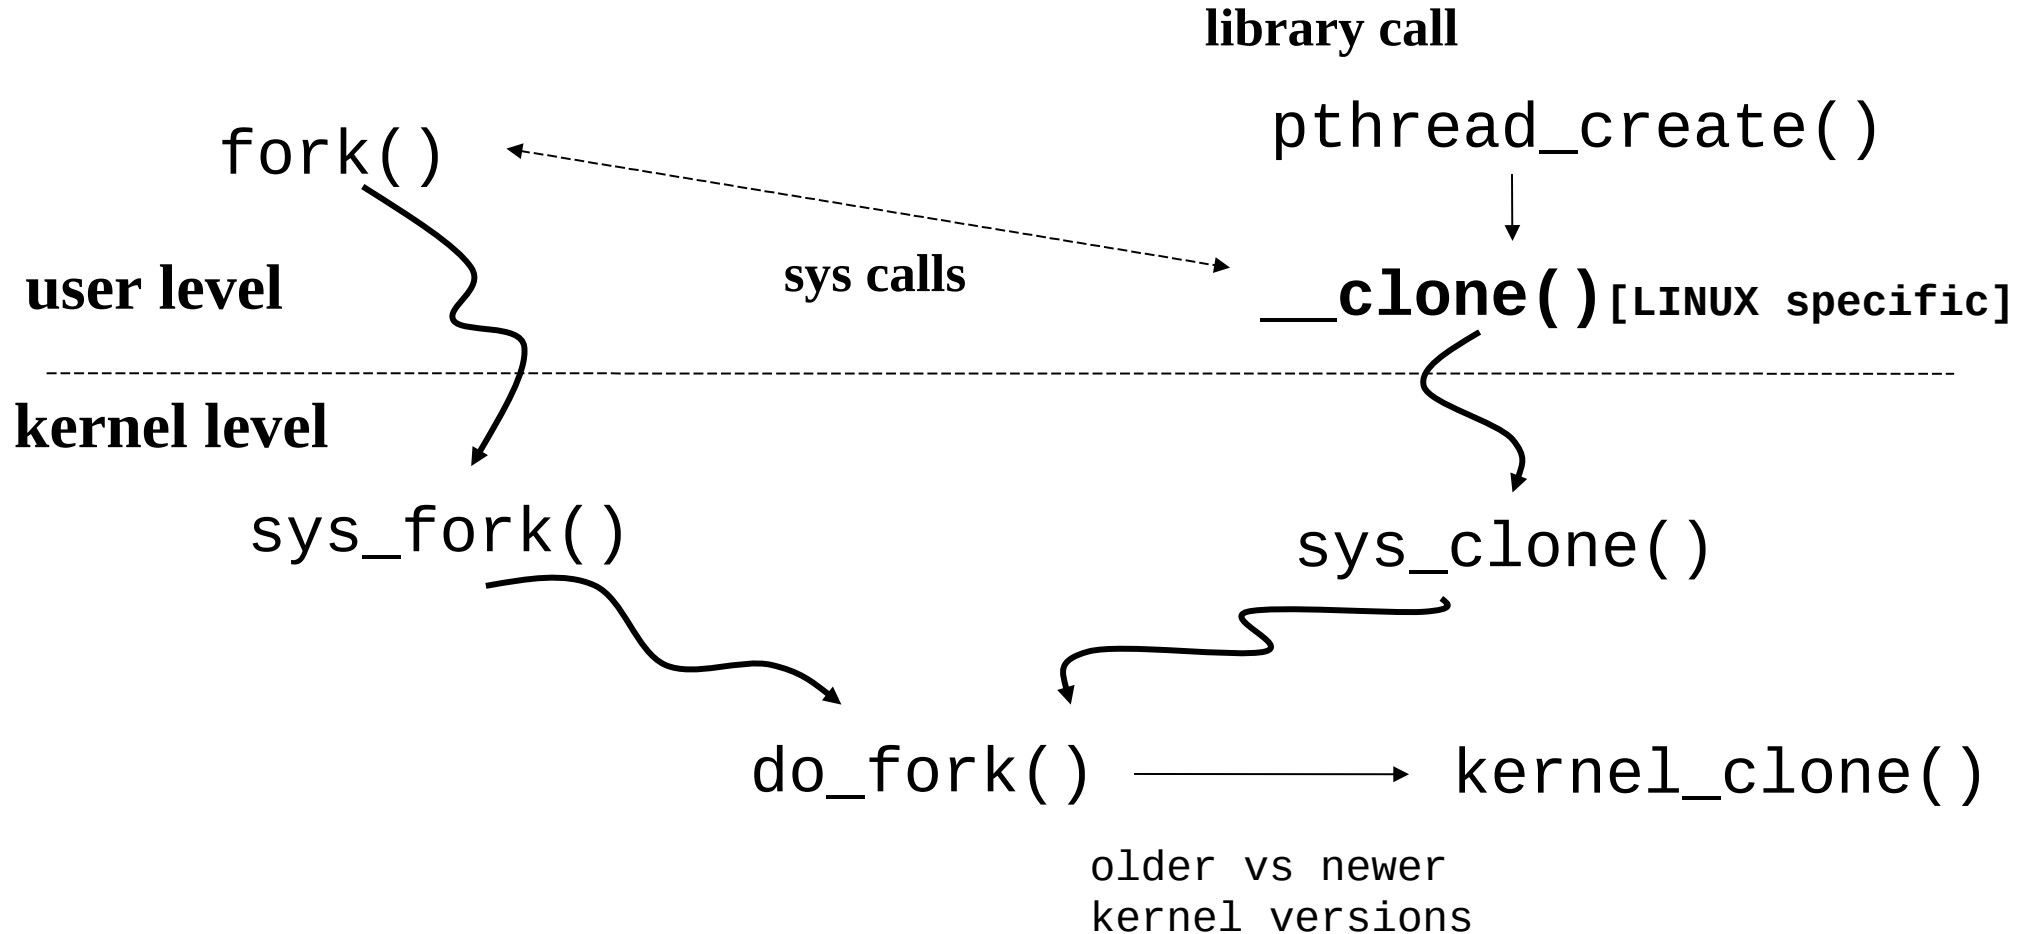 library call
pthread_create()
fork()
sys calls
user level
__clone()[LINUX specific]
kernel level
sys_fork()
sys_clone()
do_fork()
kernel_clone()
older vs newer
kernel versions